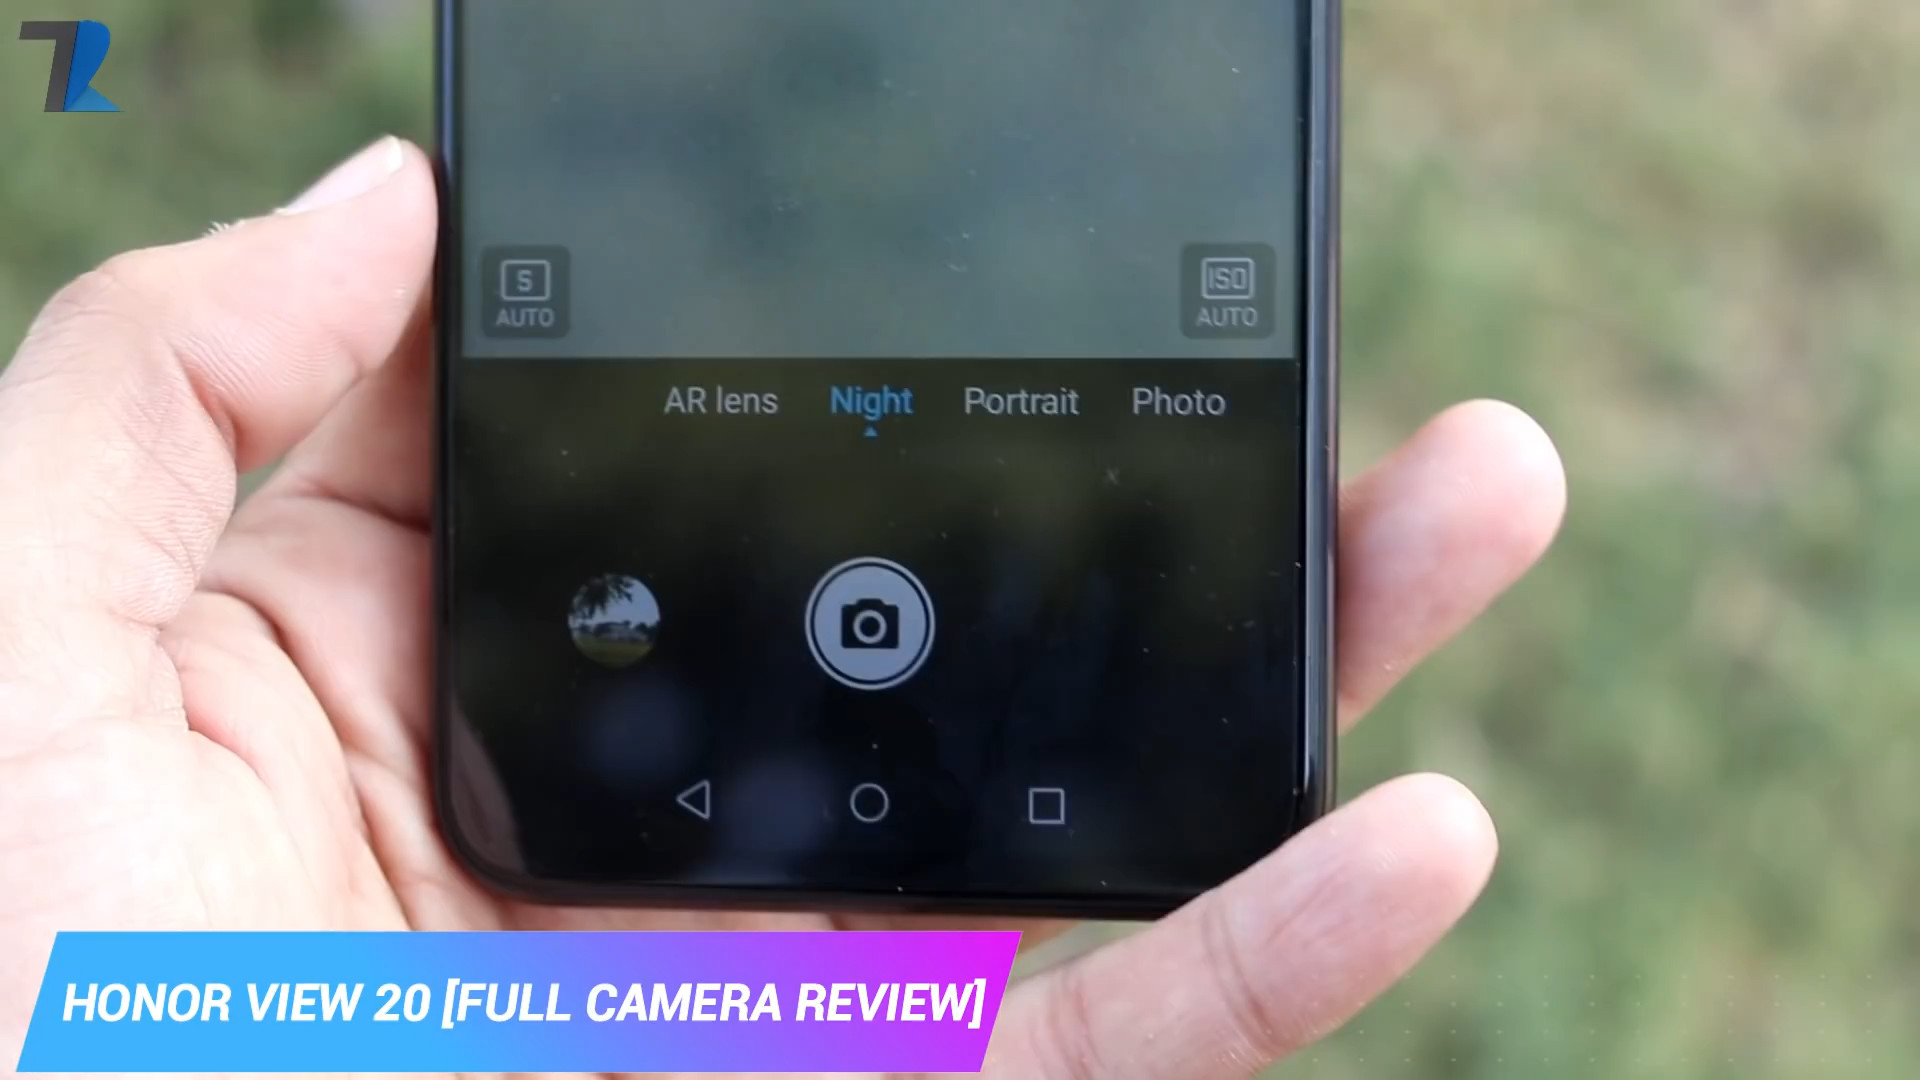 S
AUTO
ISO
AUTO
AR lens
Night
Portrait
Photo
HONOR VIEW 20 [FULL CAMERA REVIEW]